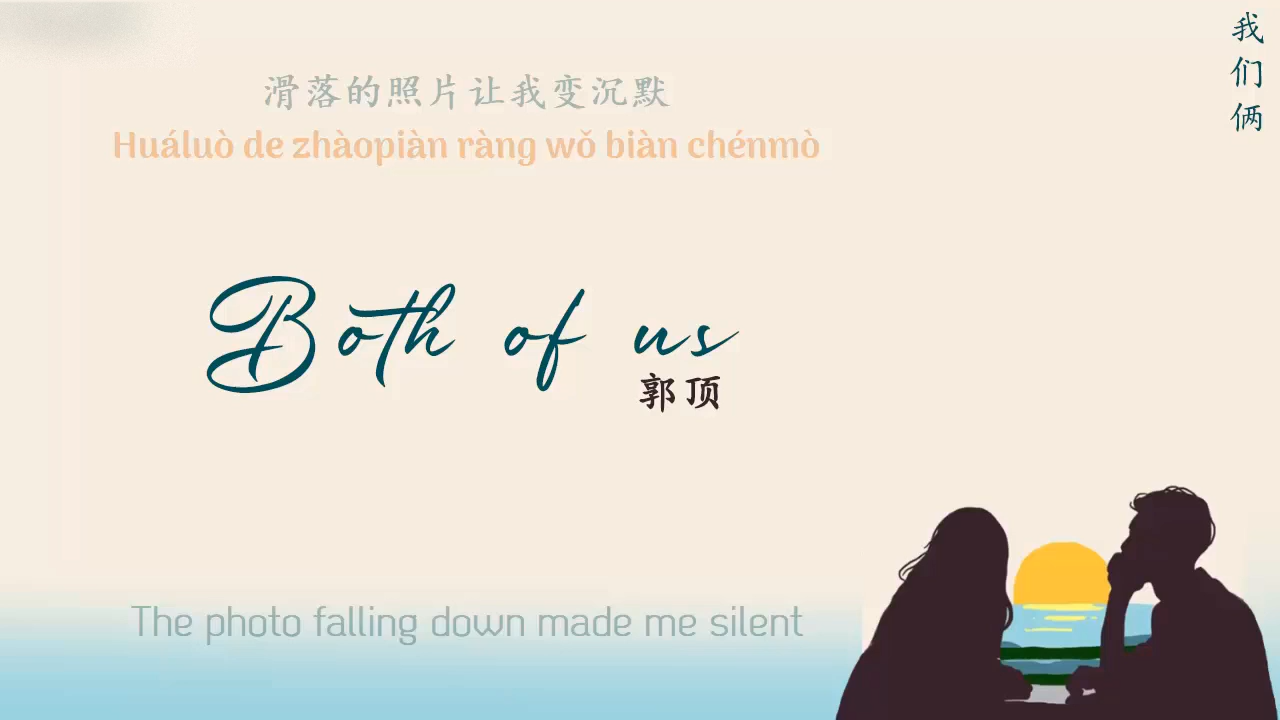 滑落的照片让我变沉默
Huáluò de zhàopiàn ràng wǒ biàn chénmò
Both of us
郭顶
The photo falling down made me silent
我们俩